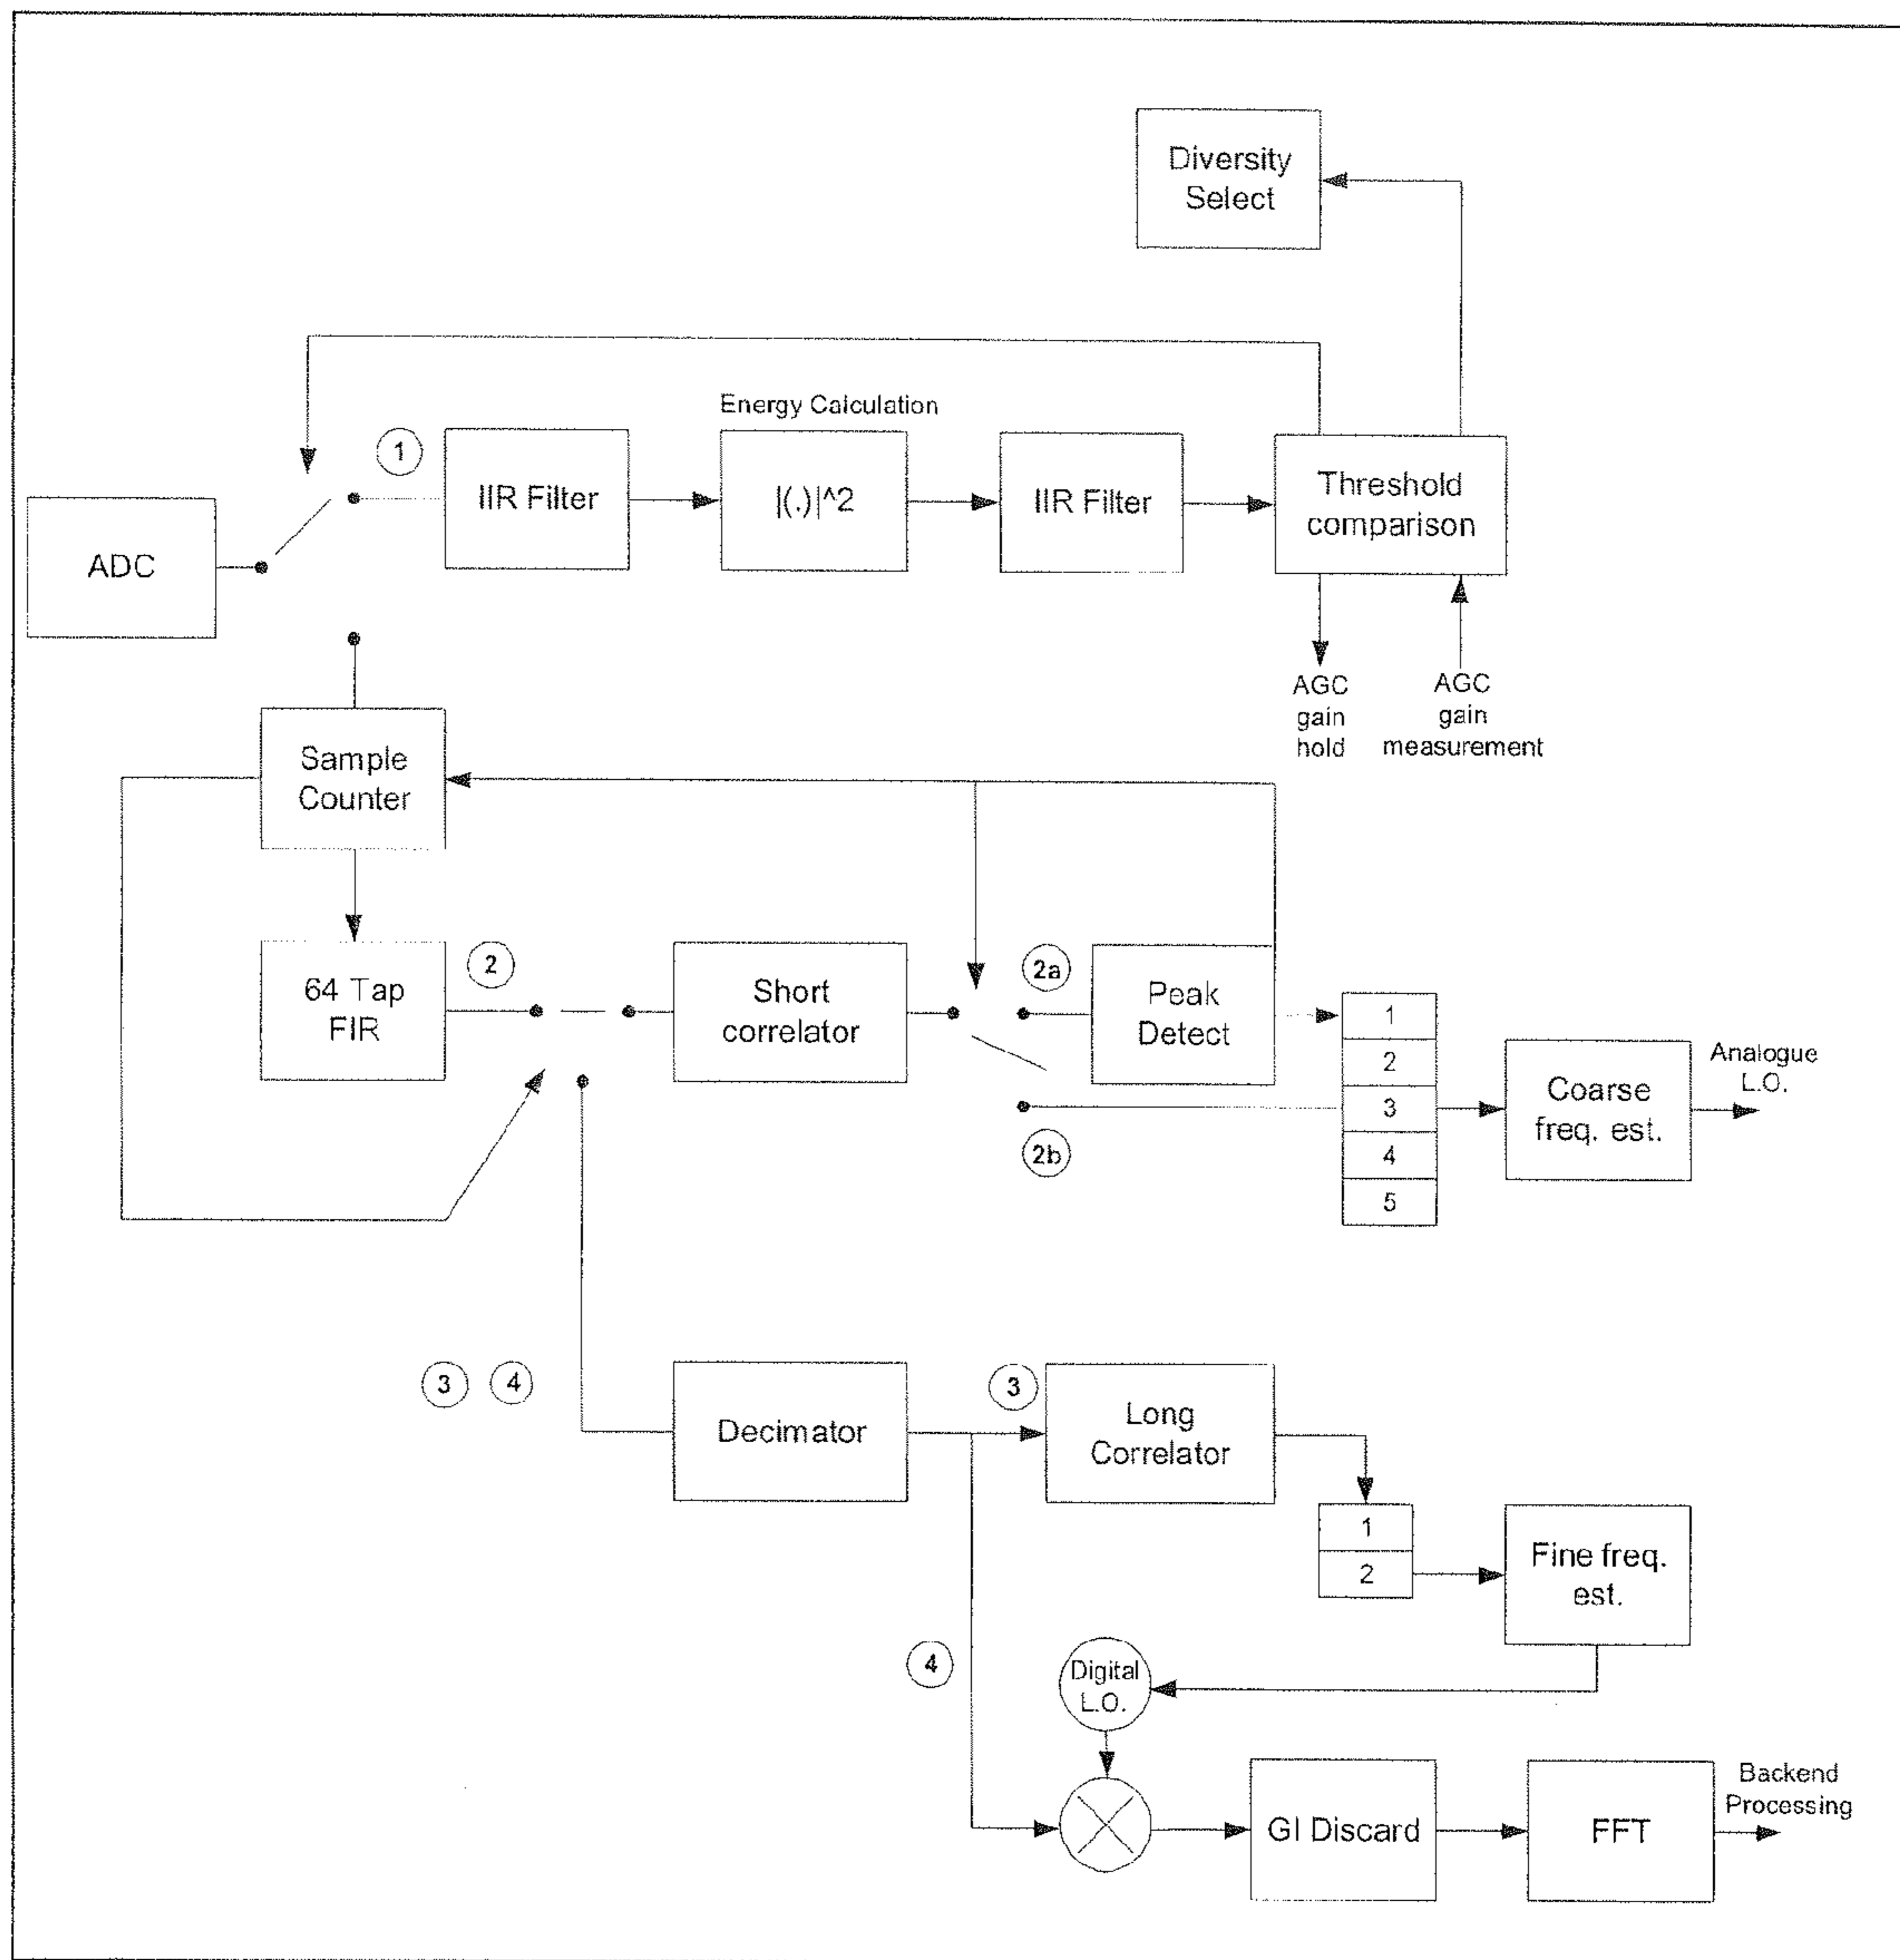 Diversity
Select
Energy Calculation
1
ADC
IIR Filter
|(.)|^2
IIR Filter
Threshold
comparison
AGC
gain
hold
AGC
gain
measurement
Sample
Counter
64 Tap
FIR
2
Short
correlator
2a
Peak
Detect
2b
1
2
3
4
5
Coarse
freq. est.
Analogue
L.O.
3
4
Decimator
3
Long
Correlator
1
2
Fine freq.
est.
4
Digital
L.O.
GI Discard
FFT
Backend
Processing